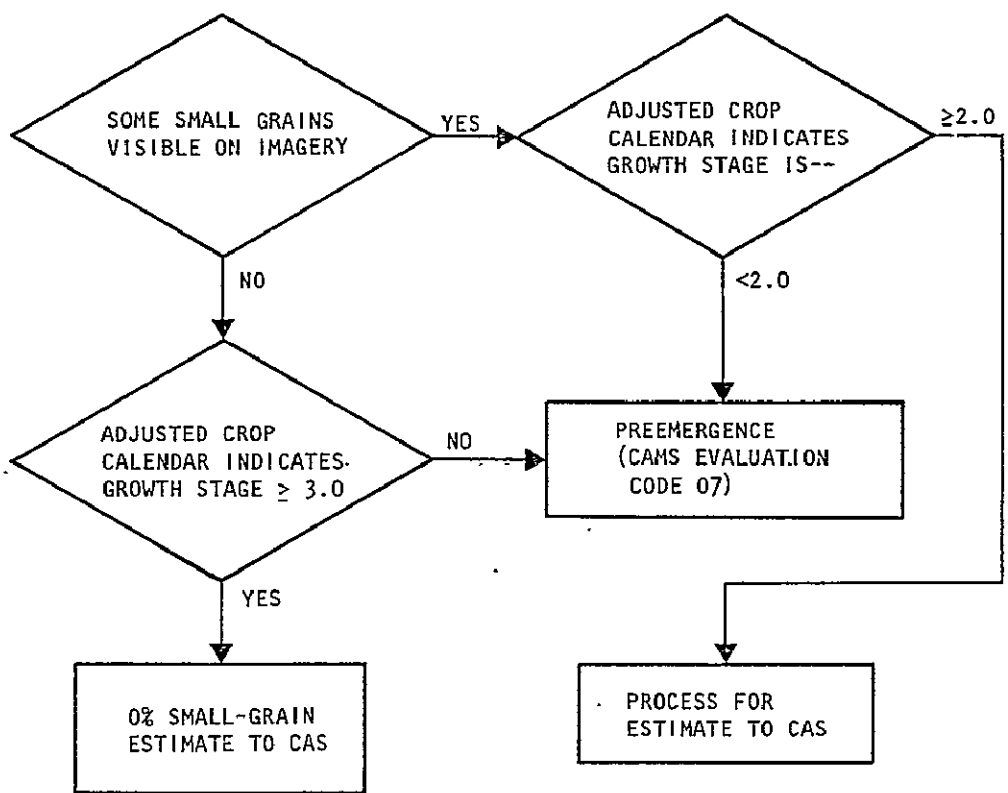 SOME SMALL GRAINS
VISIBLE ON IMAGERY
YES
ADJUSTED CROP
CALENDAR INDICATES
GROWTH STAGE IS--
≥2.0
NO
<2.0
ADJUSTED CROP
CALENDAR INDICATES
GROWTH STAGE ≥ 3.0
NO
PREEMERGENCE
(CAMS EVALUATION
CODE 07)
YES
0% SMALL-GRAIN
ESTIMATE TO CAS
PROCESS FOR
ESTIMATE TO CAS